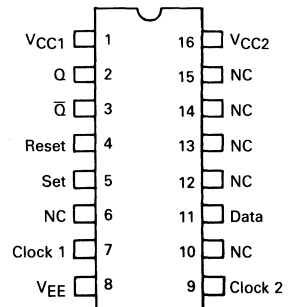 VCC1 1 16 VCC2
Q 2 15 NC
Q̅ 3 14 NC
Reset 4 13 NC
Set 5 12 NC
NC 6 11 Data
Clock 1 7 10 NC
VEE 8 9 Clock 2